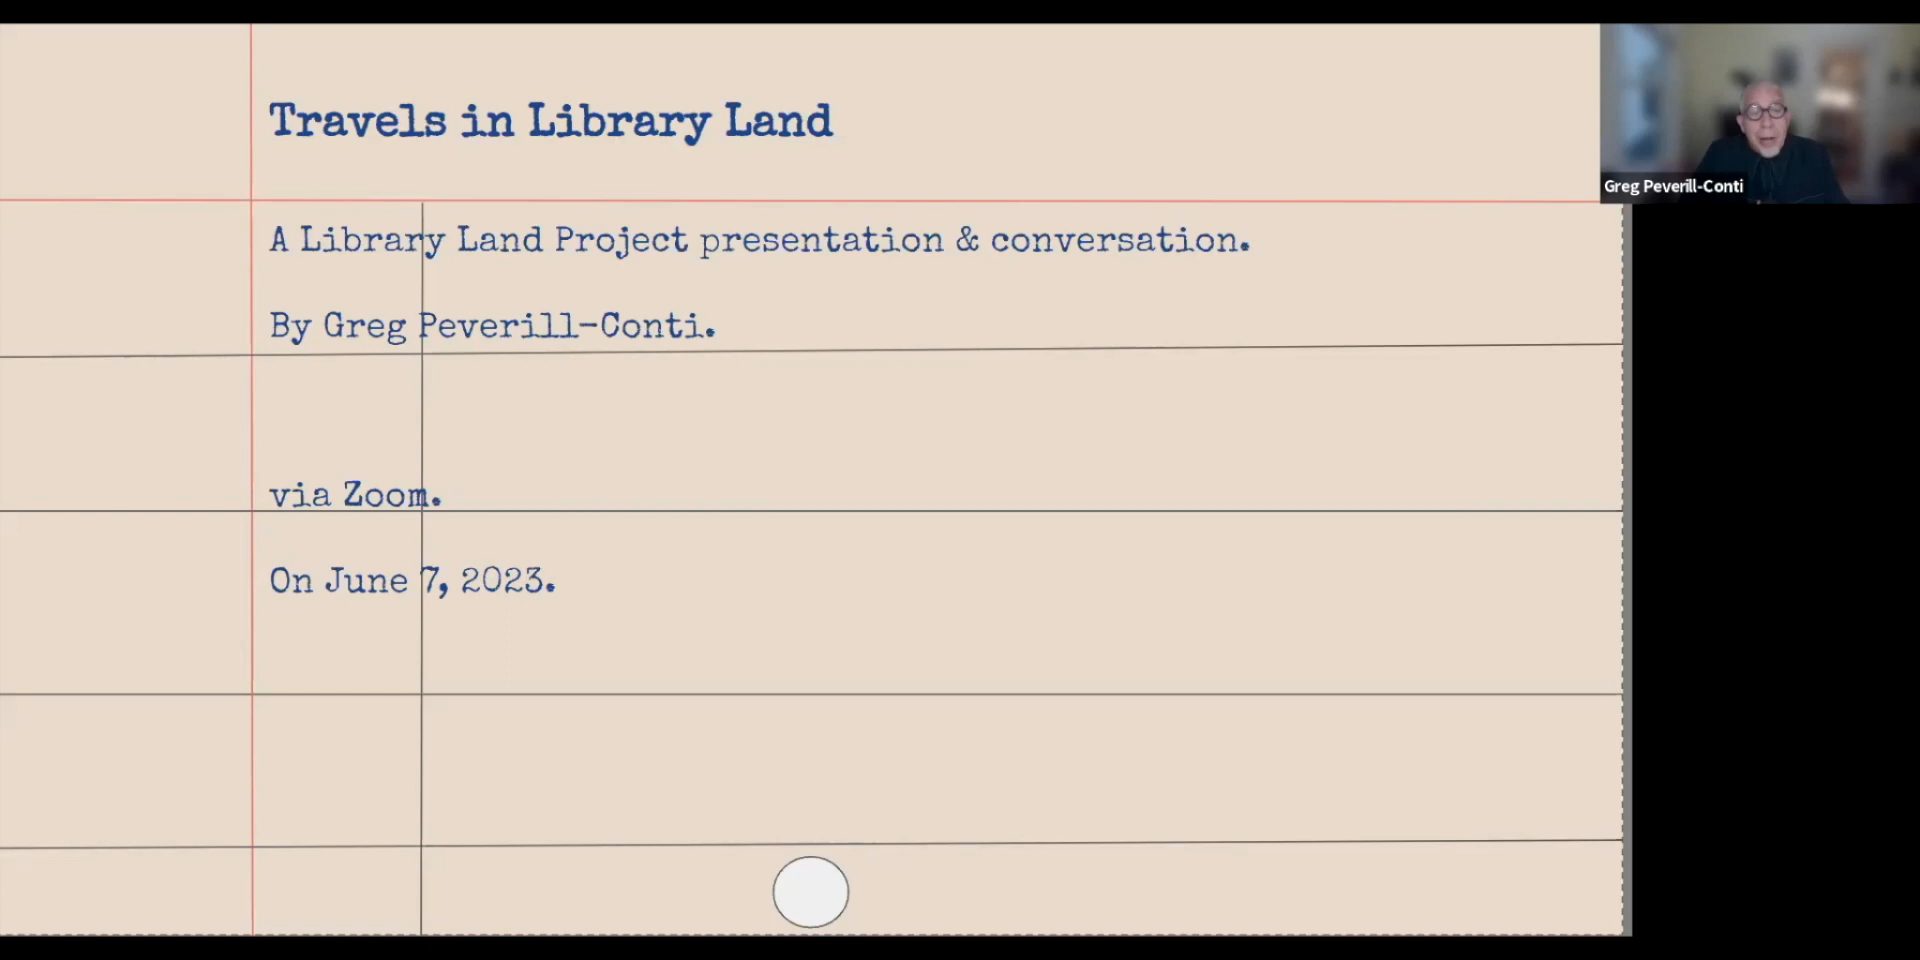 Travels in Library Land
A Library Land Project presentation & conversation.
By Greg Peverill-Conti.
via Zoom.
On June 7, 2023.
Greg Peverill-Conti